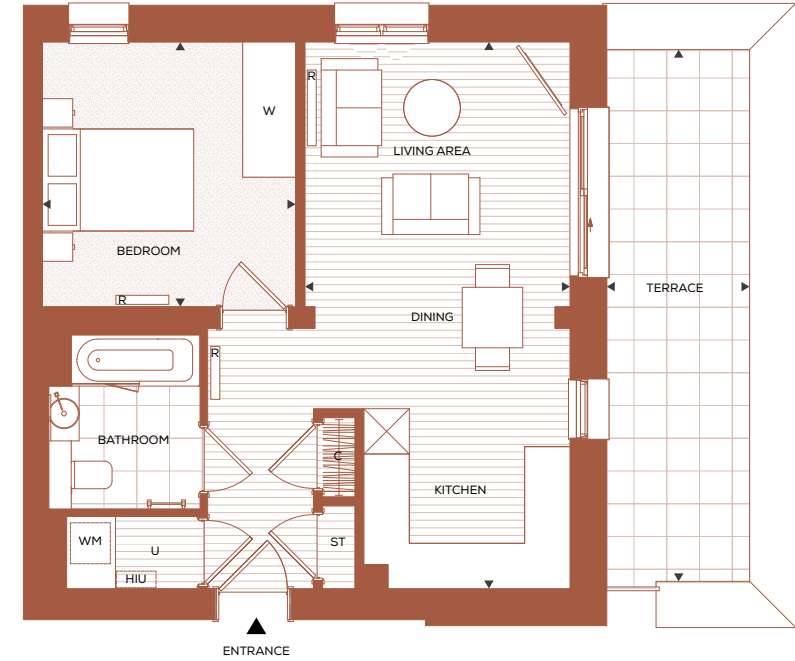 R
W
LIVING AREA
BEDROOM
R
TERRACE
DINING
R
BATHROOM
C
KITCHEN
WM
U
ST
HIU
ENTRANCE